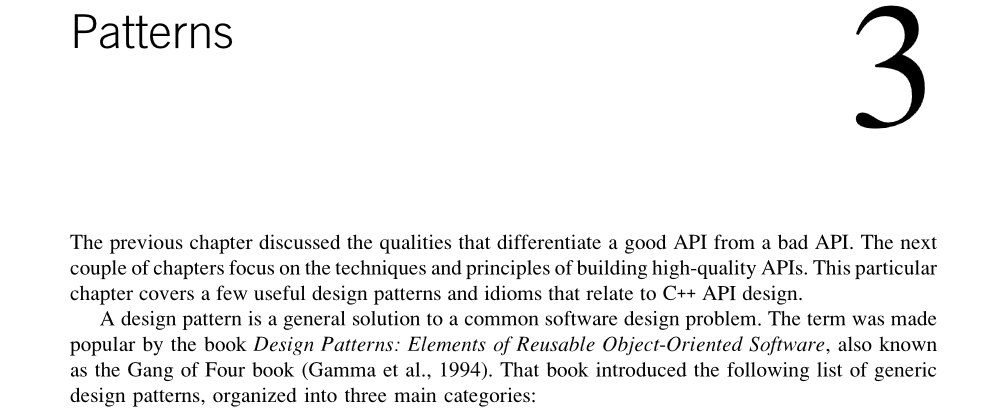 Patterns
3
The previous chapter discussed the qualities that differentiate a good API from a bad API. The next
couple of chapters focus on the techniques and principles of building high-quality APIs. This particular
chapter covers a few useful design patterns and idioms that relate to C++ API design.
A design pattern is a general solution to a common software design problem. The term was made
popular by the book Design Patterns: Elements of Reusable Object-Oriented Software, also known
as the Gang of Four book (Gamma et al., 1994). That book introduced the following list of generic
design patterns, organized into three main categories: